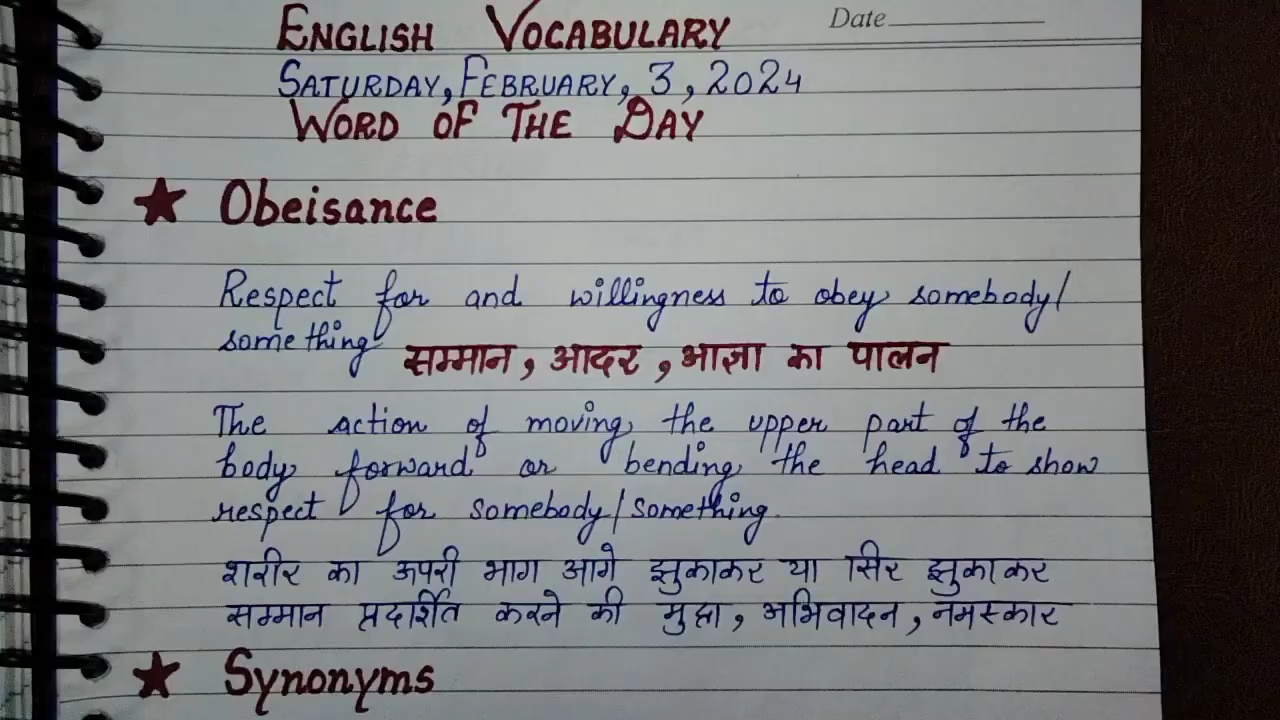 Date
ENGLISH VOCABULARY
SATURDAY, FEBRUARY, 3, 2024
WORD OF THE DAY
★ Obeisance
Respect for and willingness to obey somebody/
something
सम्मान, आदर, आज्ञा का पालन
The action of moving the upper part of the
body forward or bending the head to show
respect for somebody/something.
शरीर का ऊपरी भाग आगे झुकाकर या सिर झुकाकर
सम्मान प्रदर्शित करने की मुद्रा, अभिवादन, नमस्कार
★ Synonyms